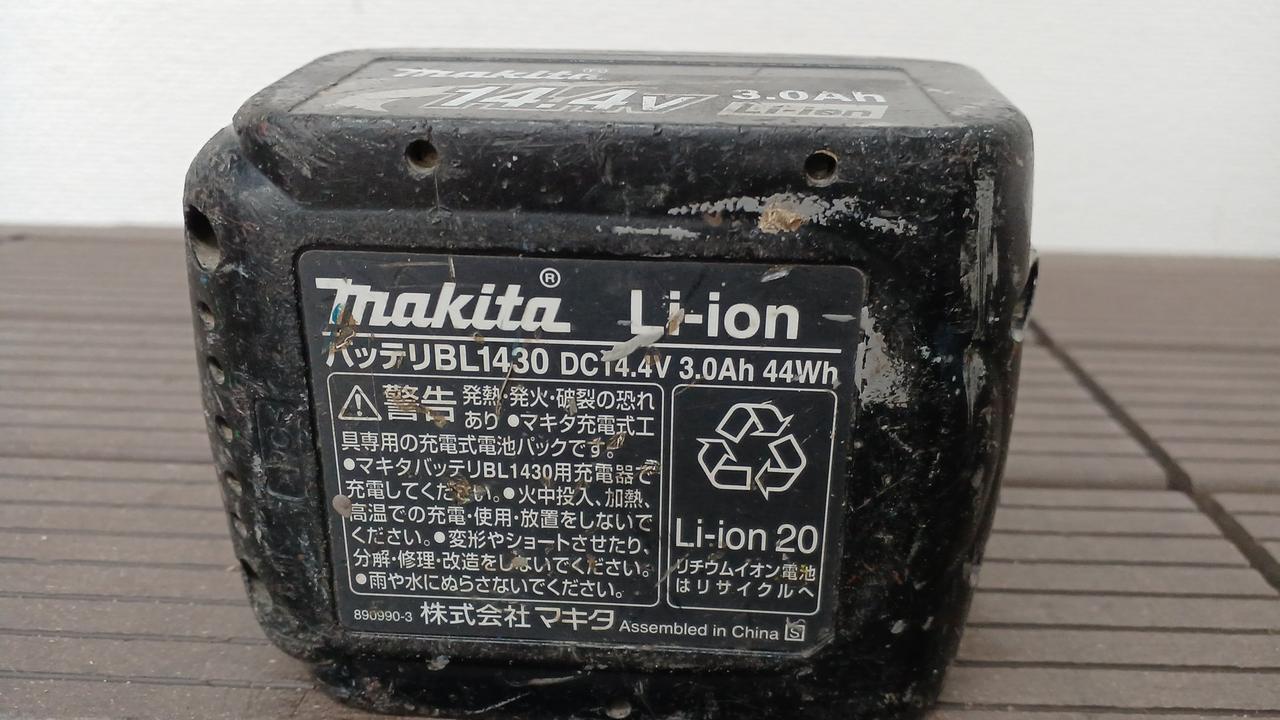 makita
14.4V 3.0Ah
Li-ion
makita® Li-ion
バッテリBL1430 DC14.4V 3.0Ah 44Wh
警告 発熱・発火・破裂の恐れ
あり ●マキタ充電式工
具専用の充電式電池パックです。
●マキタバッテリBL1430用充電器で
充電してください。●火中投入、加熱、
高温での充電・使用・放置をしないで
ください。●変形やショートさせたり、
分解・修理・改造をしないでください。
●雨や水にぬらさないでください。
Li-ion 20
リチウムイオン電池
はリサイクルへ
890990-3 株式会社マキタ Assembled in China S